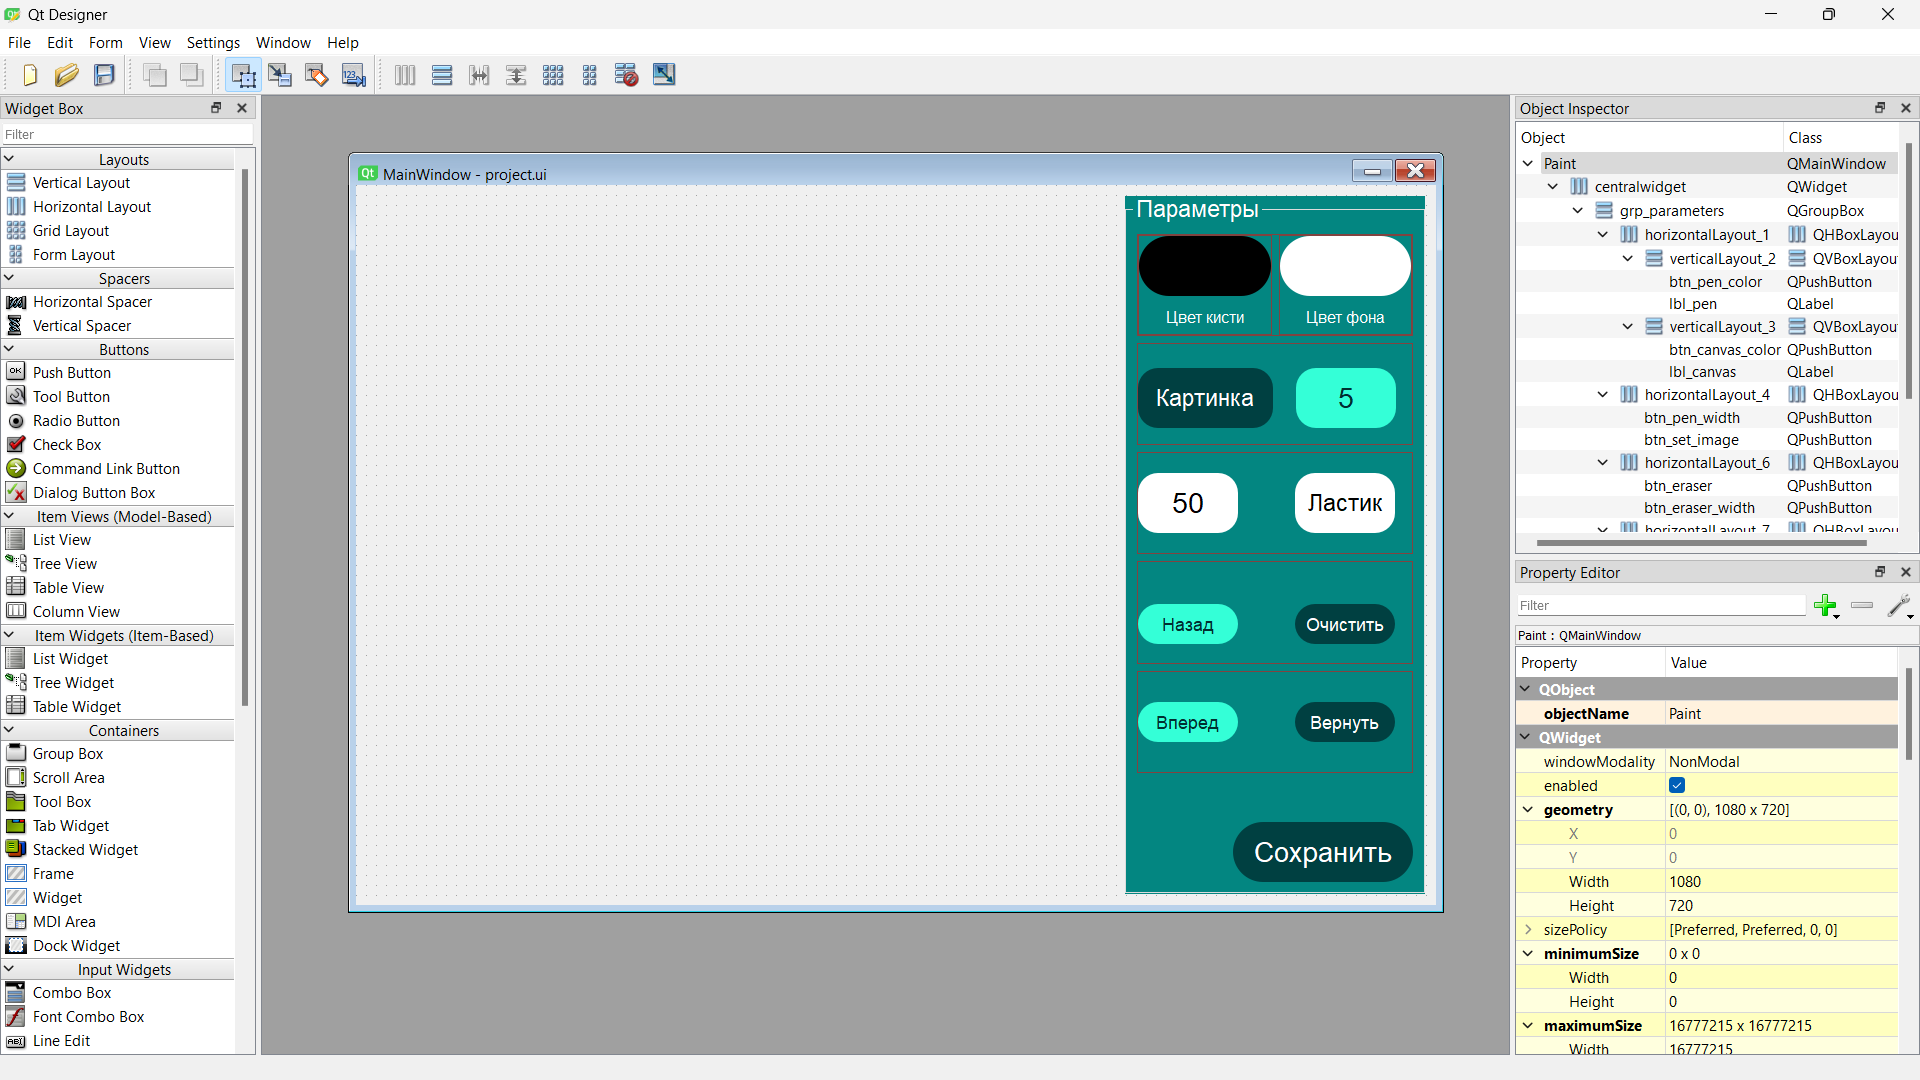 Qt Designer
File Edit Form View Settings Window Help
Widget Box
Filter
Layouts
Vertical Layout
Horizontal Layout
Grid Layout
Form Layout
Spacers
Horizontal Spacer
Vertical Spacer
Buttons
Push Button
Tool Button
Radio Button
Check Box
Command Link Button
Dialog Button Box
Item Views (Model-Based)
List View
Tree View
Table View
Column View
Item Widgets (Item-Based)
List Widget
Tree Widget
Table Widget
Containers
Group Box
Scroll Area
Tool Box
Tab Widget
Stacked Widget
Frame
Widget
MDI Area
Dock Widget
Input Widgets
Combo Box
Font Combo Box
Line Edit
MainWindow - project.ui
Параметры
Цвет кисти Цвет фона
Картинка 5
50 Ластик
Назад Очистить
Вперед Вернуть
Сохранить
Object Inspector
Object Class
Paint QMainWindow
centralwidget QWidget
grp_parameters QGroupBox
horizontalLayout_1 QHBoxLayou
verticalLayout_2 QVBoxLayou
btn_pen_color QPushButton
lbl_pen QLabel
verticalLayout_3 QVBoxLayou
btn_canvas_color QPushButton
lbl_canvas QLabel
horizontalLayout_4 QHBoxLayou
btn_pen_width QPushButton
btn_set_image QPushButton
horizontalLayout_6 QHBoxLayou
btn_eraser QPushButton
btn_eraser_width QPushButton
horizontalLayout_7 QHBoxLayou
Property Editor
Filter
Paint : QMainWindow
Property Value
QObject
objectName Paint
QWidget
windowModality NonModal
enabled
geometry [(0, 0), 1080 x 720]
X 0
Y 0
Width 1080
Height 720
sizePolicy [Preferred, Preferred, 0, 0]
minimumSize 0 x 0
Width 0
Height 0
maximumSize 16777215 x 16777215
Width 16777215